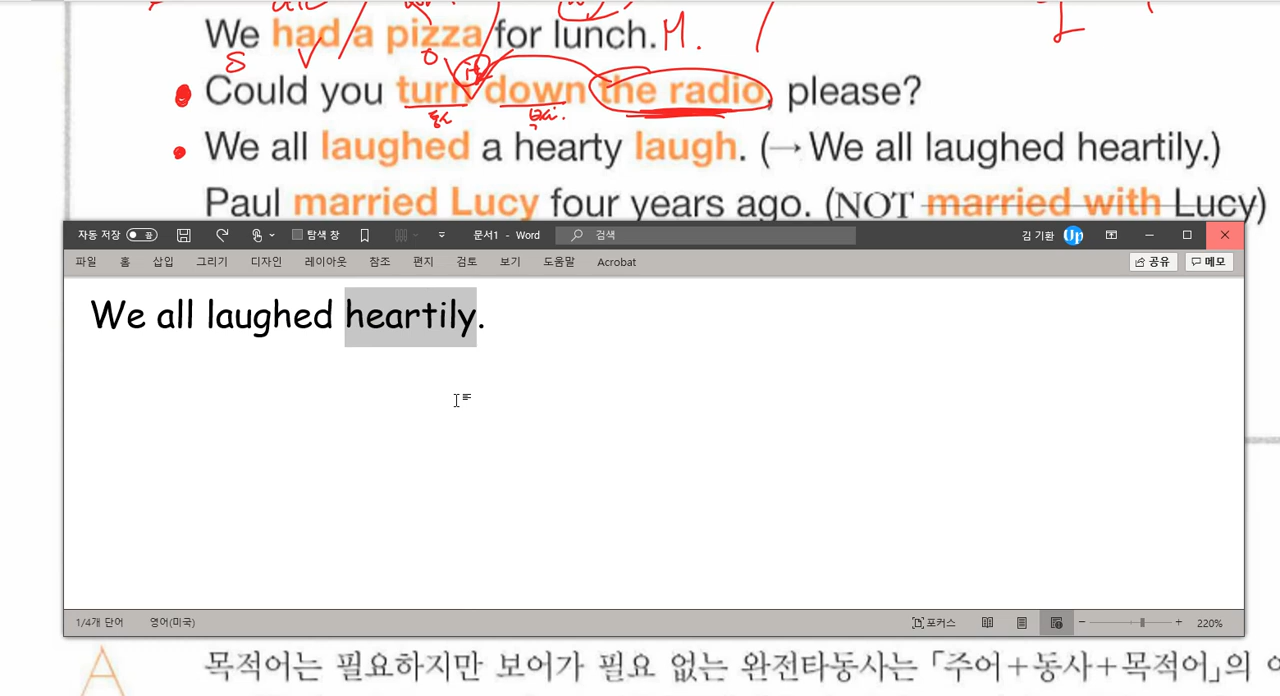 We had a pizza for lunch. M.
S V O
Could you turn down the radio, please?
We all laughed a hearty laugh. (→ We all laughed heartily.)
Paul married Lucy four years ago. (NOT married with Lucy)
자동 저장 끔 탐색 창 문서1 - Word 검색 김 기환 Up
파일 홈 삽입 그리기 디자인 레이아웃 참조 편지 검토 보기 도움말 Acrobat 공유 메모
We all laughed heartily.
1/4개 단어 영어(미국) 포커스 220%
A 목적어는 필요하지만 보어가 필요 없는 완전타동사는 「주어+동사+목적어」의